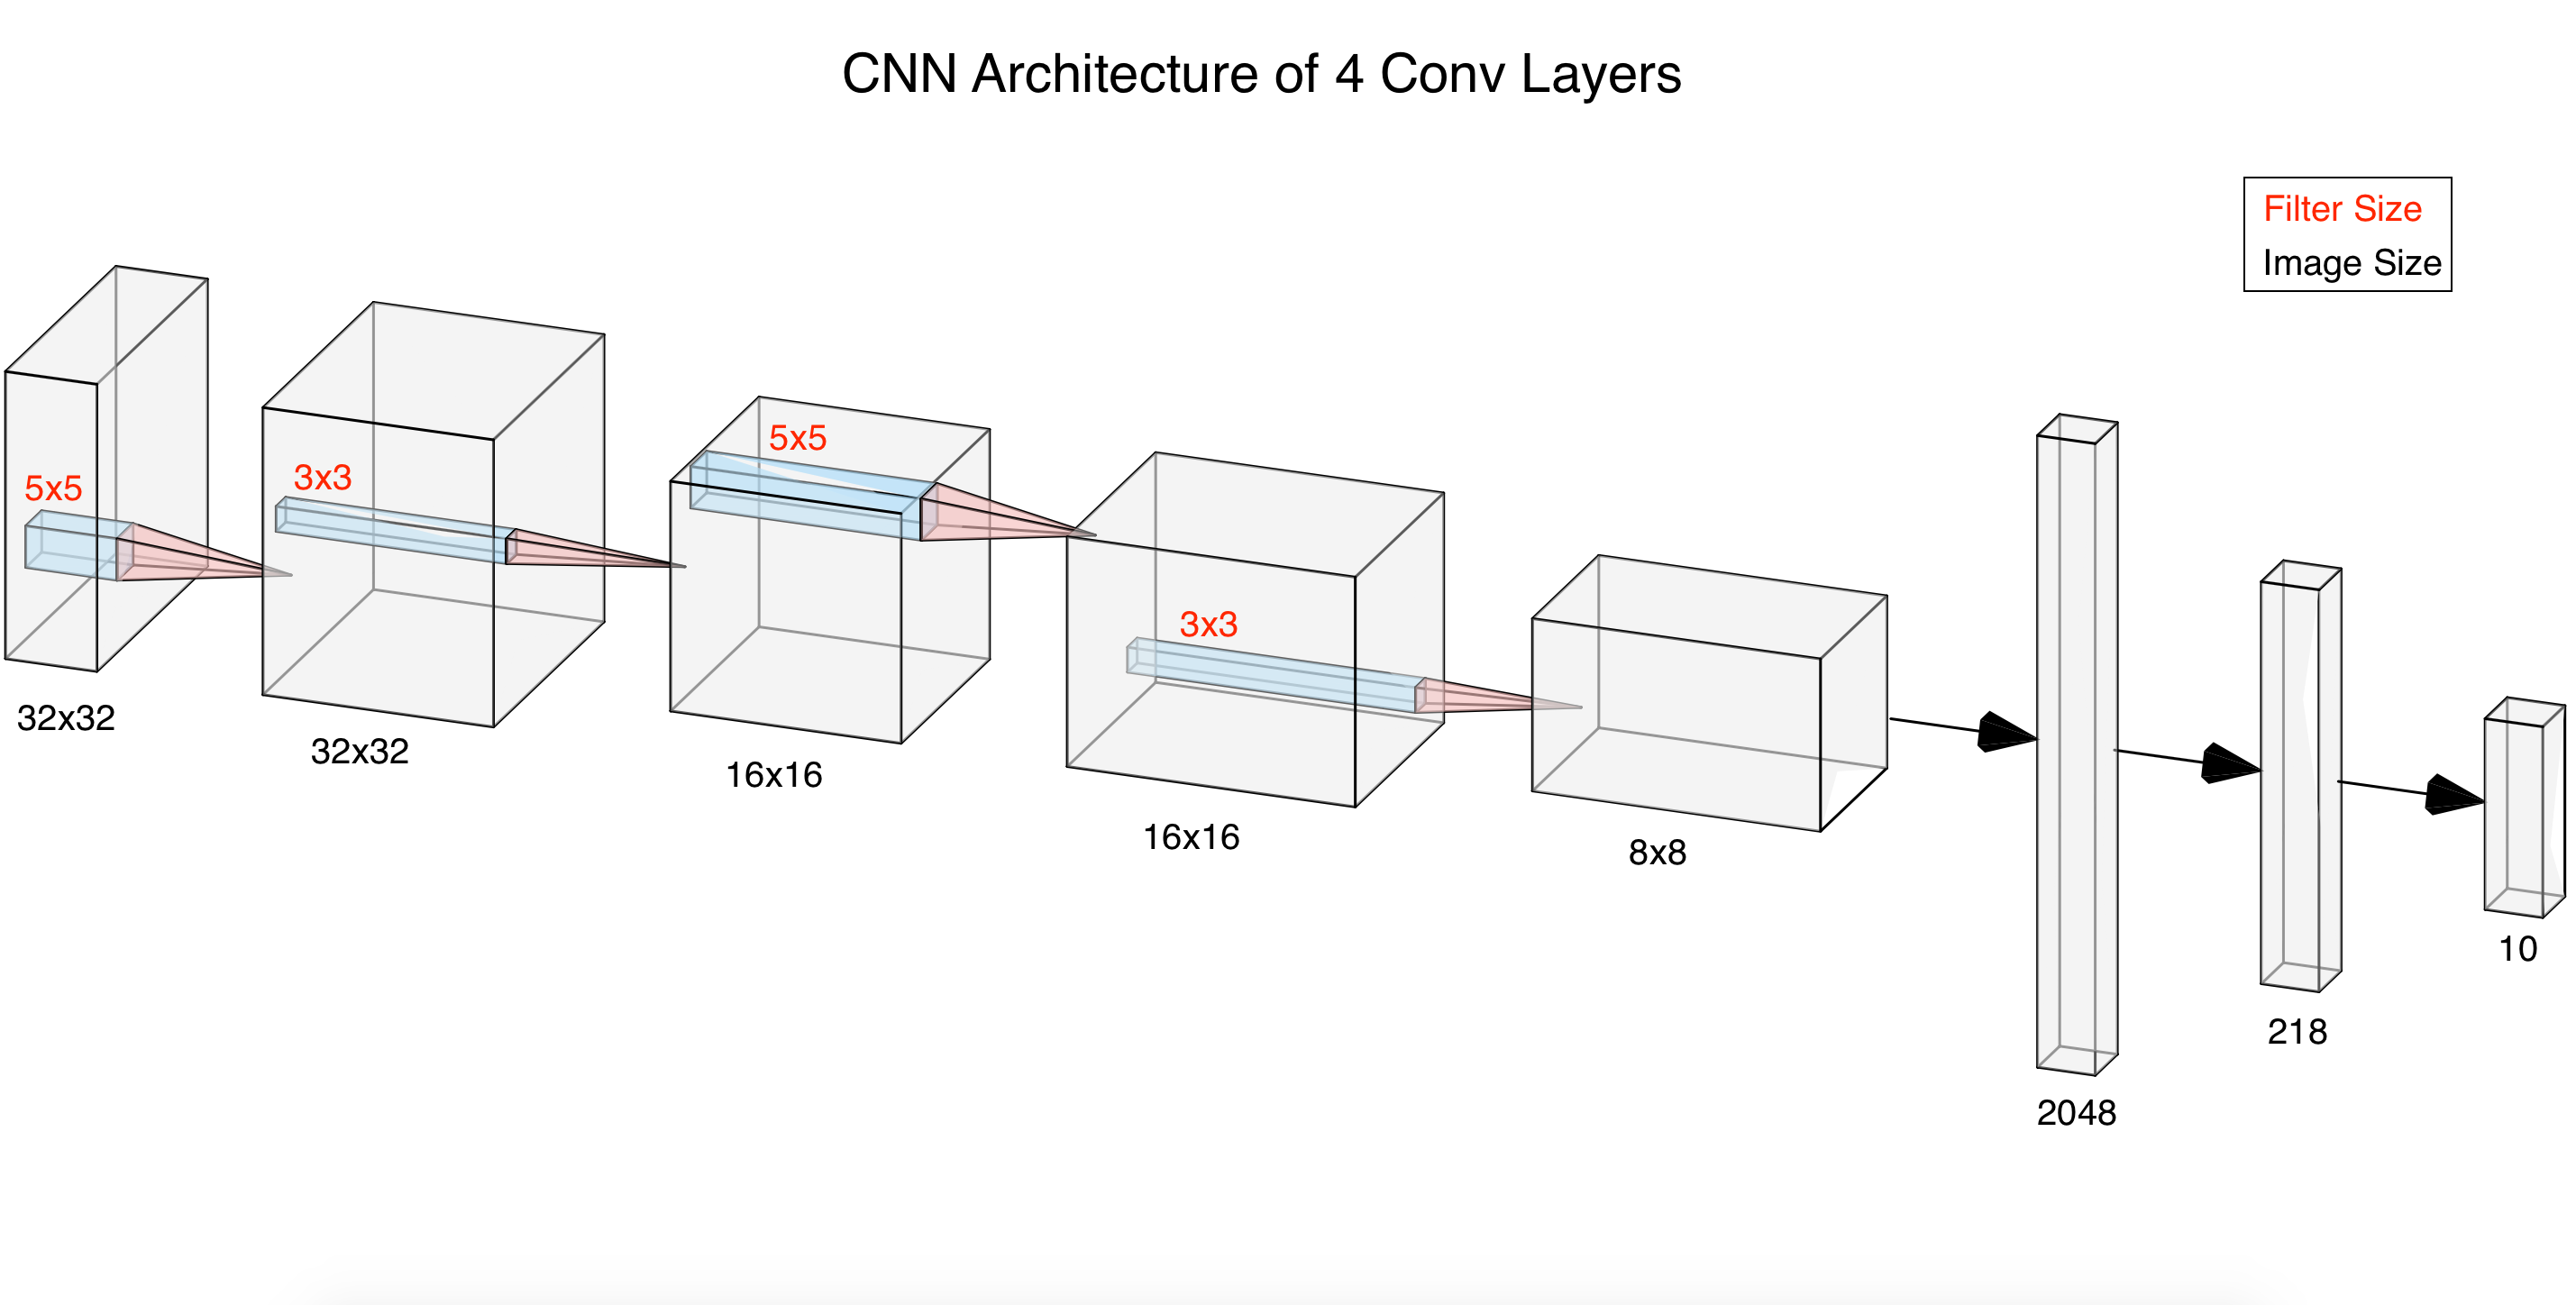 CNN Architecture of 4 Conv Layers
Filter Size
Image Size
5x5
3x3
5x5
3x3
32x32
32x32
16x16
16x16
8x8
2048
218
10